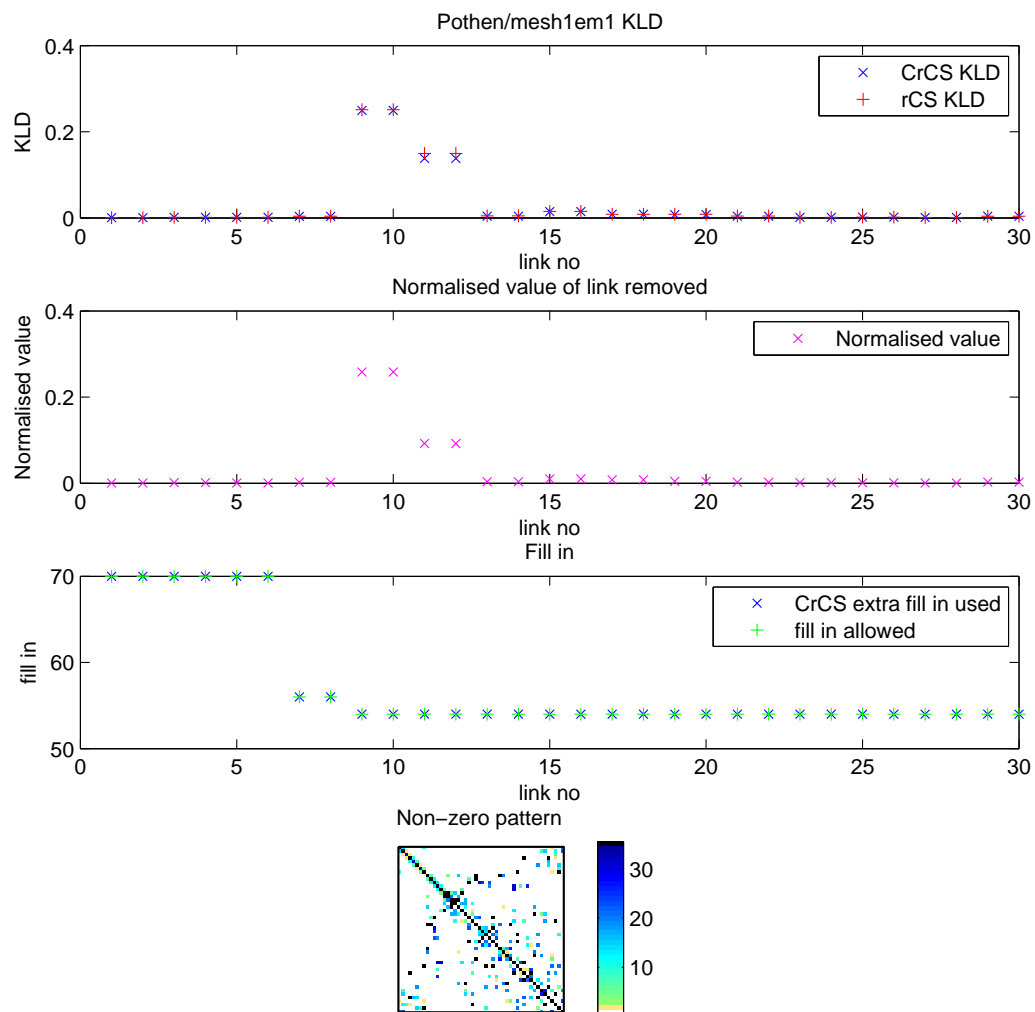 Pothen/mesh1em1 KLD
0.4
0.2
0
KLD
CrCS KLD
rCS KLD
0 5 10 15 20 25 30
link no
Normalised value of link removed
0.4
0.2
0
Normalised value
Normalised value
0 5 10 15 20 25 30
link no
Fill in
70
60
50
fill in
CrCS extra fill in used
fill in allowed
0 5 10 15 20 25 30
link no
Non−zero pattern
30
20
10